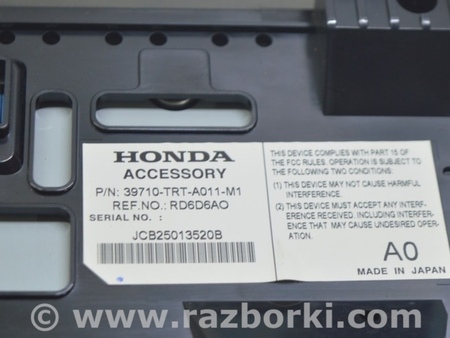 HONDA
ACCESSORY
P/N: 39710-TRT-A011-M1
REF.NO.: RD6D6AO
SERIAL NO. :
JCB25013520B
THIS DEVICE COMPLIES WITH PART 15 OF
THE FCC RULES. OPERATION IS SUBJECT TO
THE FOLLOWING TWO CONDITIONS:
(1) THIS DEVICE MAY NOT CAUSE HARMFUL
INTERFERENCE.
(2) THIS DEVICE MUST ACCEPT ANY INTERF-
ERENCE RECEIVED, INCLUDING INTERFER-
ENCE THAT MAY CAUSE UNDESIRED OPER-
ATION.
A0
MADE IN JAPAN
© www.razborki.com